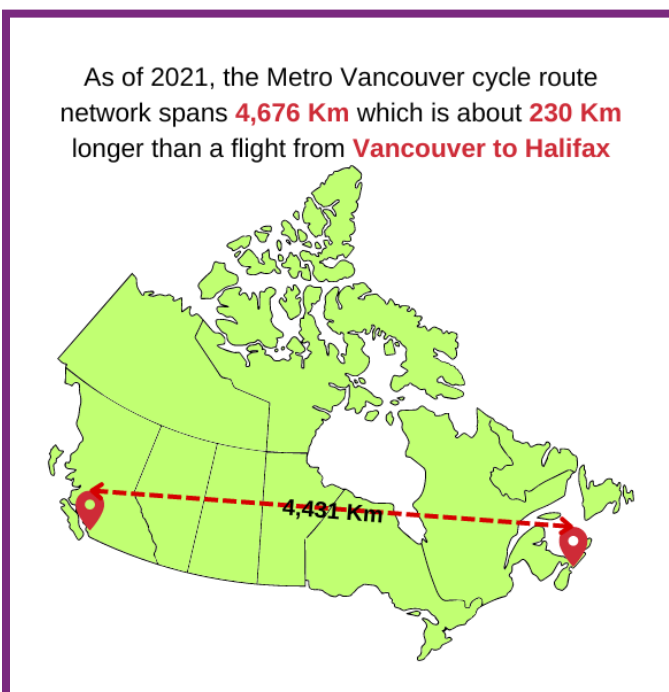 As of 2021, the Metro Vancouver cycle route
network spans 4,676 Km which is about 230 Km
longer than a flight from Vancouver to Halifax
4,431 Km